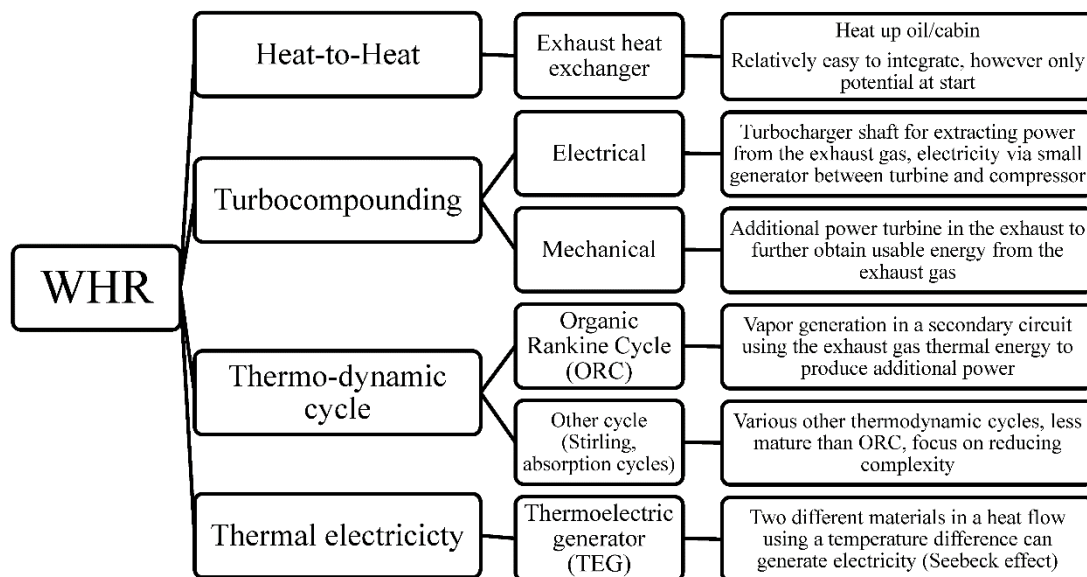 WHR
Heat-to-Heat
Exhaust heat
exchanger
Heat up oil/cabin
Relatively easy to integrate, however only
potential at start
Turbocompounding
Electrical
Turbocharger shaft for extracting power
from the exhaust gas, electricity via small
generator between turbine and compressor
Mechanical
Additional power turbine in the exhaust to
further obtain usable energy from the
exhaust gas
Thermo-dynamic
cycle
Organic
Rankine Cycle
(ORC)
Vapor generation in a secondary circuit
using the exhaust gas thermal energy to
produce additional power
Other cycle
(Stirling,
absorption cycles)
Various other thermodynamic cycles, less
mature than ORC, focus on reducing
complexity
Thermal electricicty
Thermoelectric
generator
(TEG)
Two different materials in a heat flow
using a temperature difference can
generate electricity (Seebeck effect)